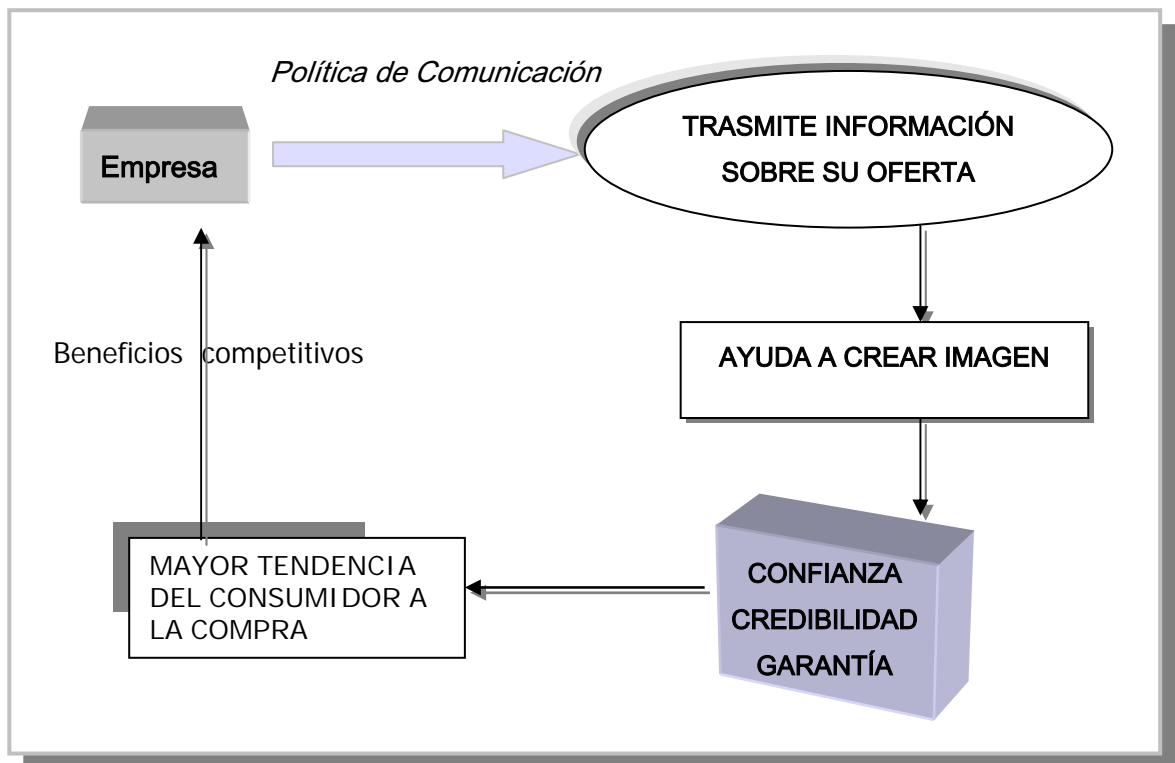 Política de Comunicación
Empresa
TRASMITE INFORMACIÓN
SOBRE SU OFERTA
AYUDA A CREAR IMAGEN
CONFIANZA
CREDIBILIDAD
GARANTÍA
MAYOR TENDENCIA
DEL CONSUMIDOR A
LA COMPRA
Beneficios competitivos